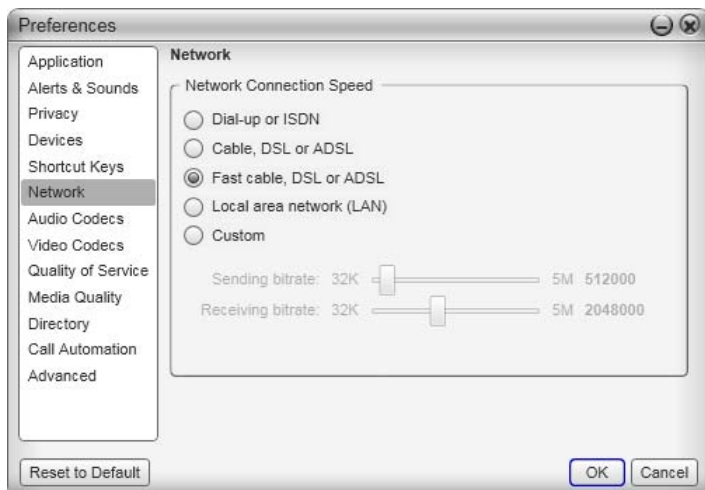 Preferences
Application
Alerts & Sounds
Privacy
Devices
Shortcut Keys
Network
Audio Codecs
Video Codecs
Quality of Service
Media Quality
Directory
Call Automation
Advanced
Network
Network Connection Speed
Dial-up or ISDN
Cable, DSL or ADSL
Fast cable, DSL or ADSL
Local area network (LAN)
Custom
Sending bitrate: 32K 5M 512000
Receiving bitrate: 32K 5M 2048000
Reset to Default OK Cancel